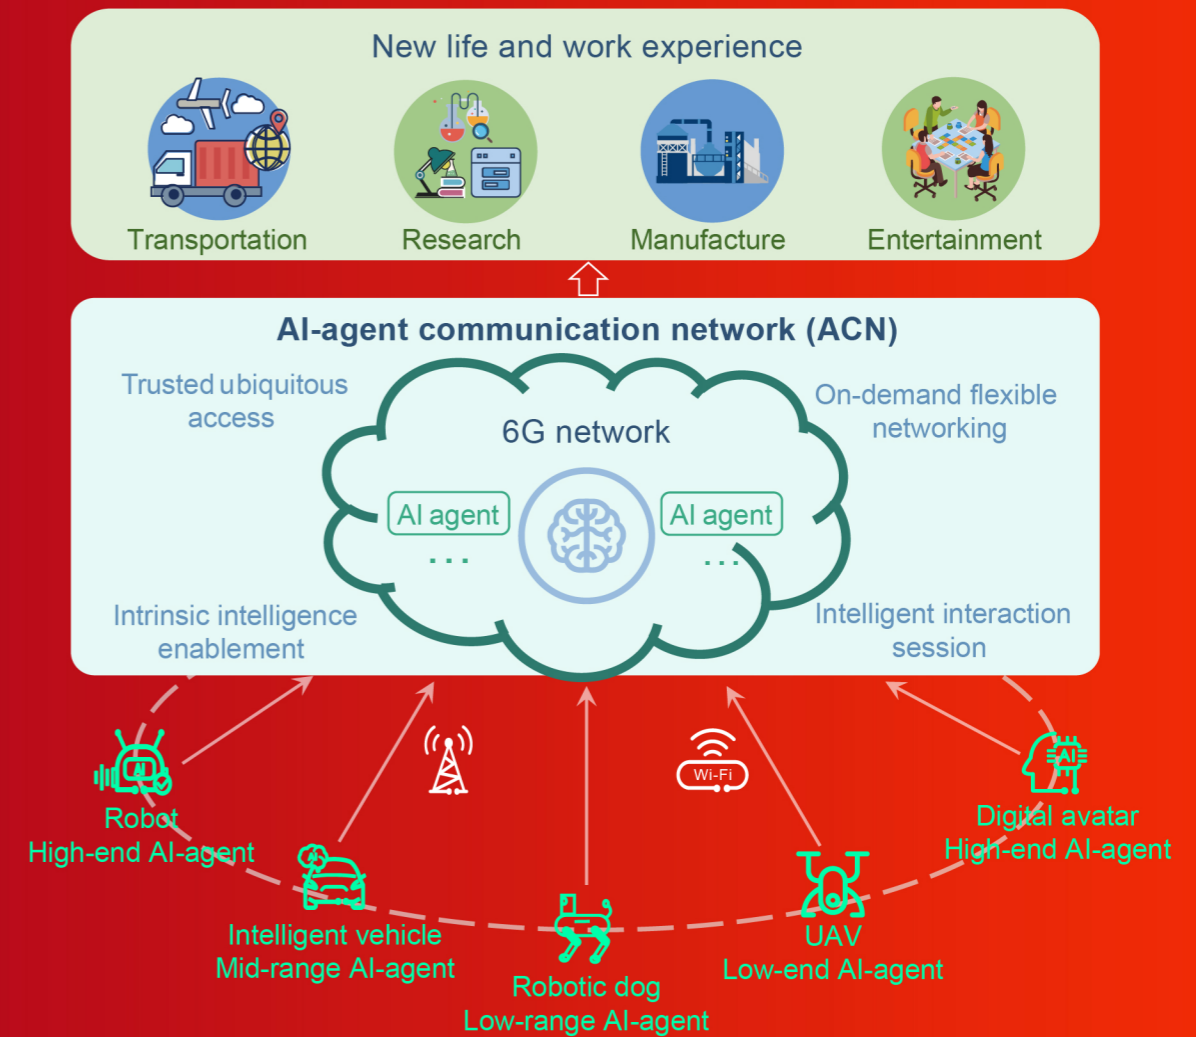 New life and work experience
Transportation
Research
Manufacture
Entertainment
AI-agent communication network (ACN)
Trusted ubiquitous
access
On-demand flexible
networking
6G network
AI agent
...
AI agent
...
Intrinsic intelligence
enablement
Intelligent interaction
session
Wi-Fi
AI
Robot
High-end AI-agent
AI
Digital avatar
High-end AI-agent
Intelligent vehicle
Mid-range AI-agent
UAV
Low-end AI-agent
Robotic dog
Low-range AI-agent